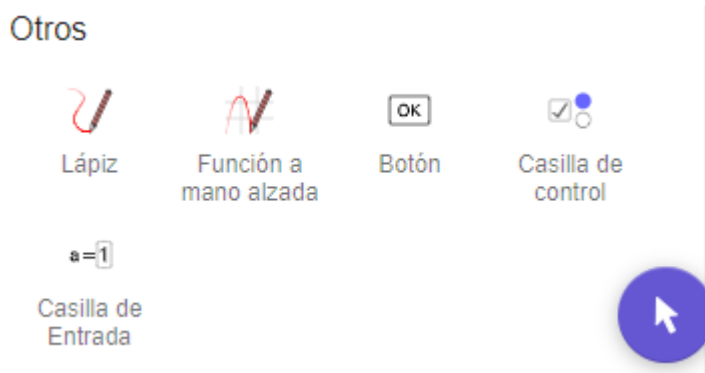 Otros
OK
Lápiz
Función a
mano alzada
Botón
Casilla de
control
a=1
Casilla de
Entrada